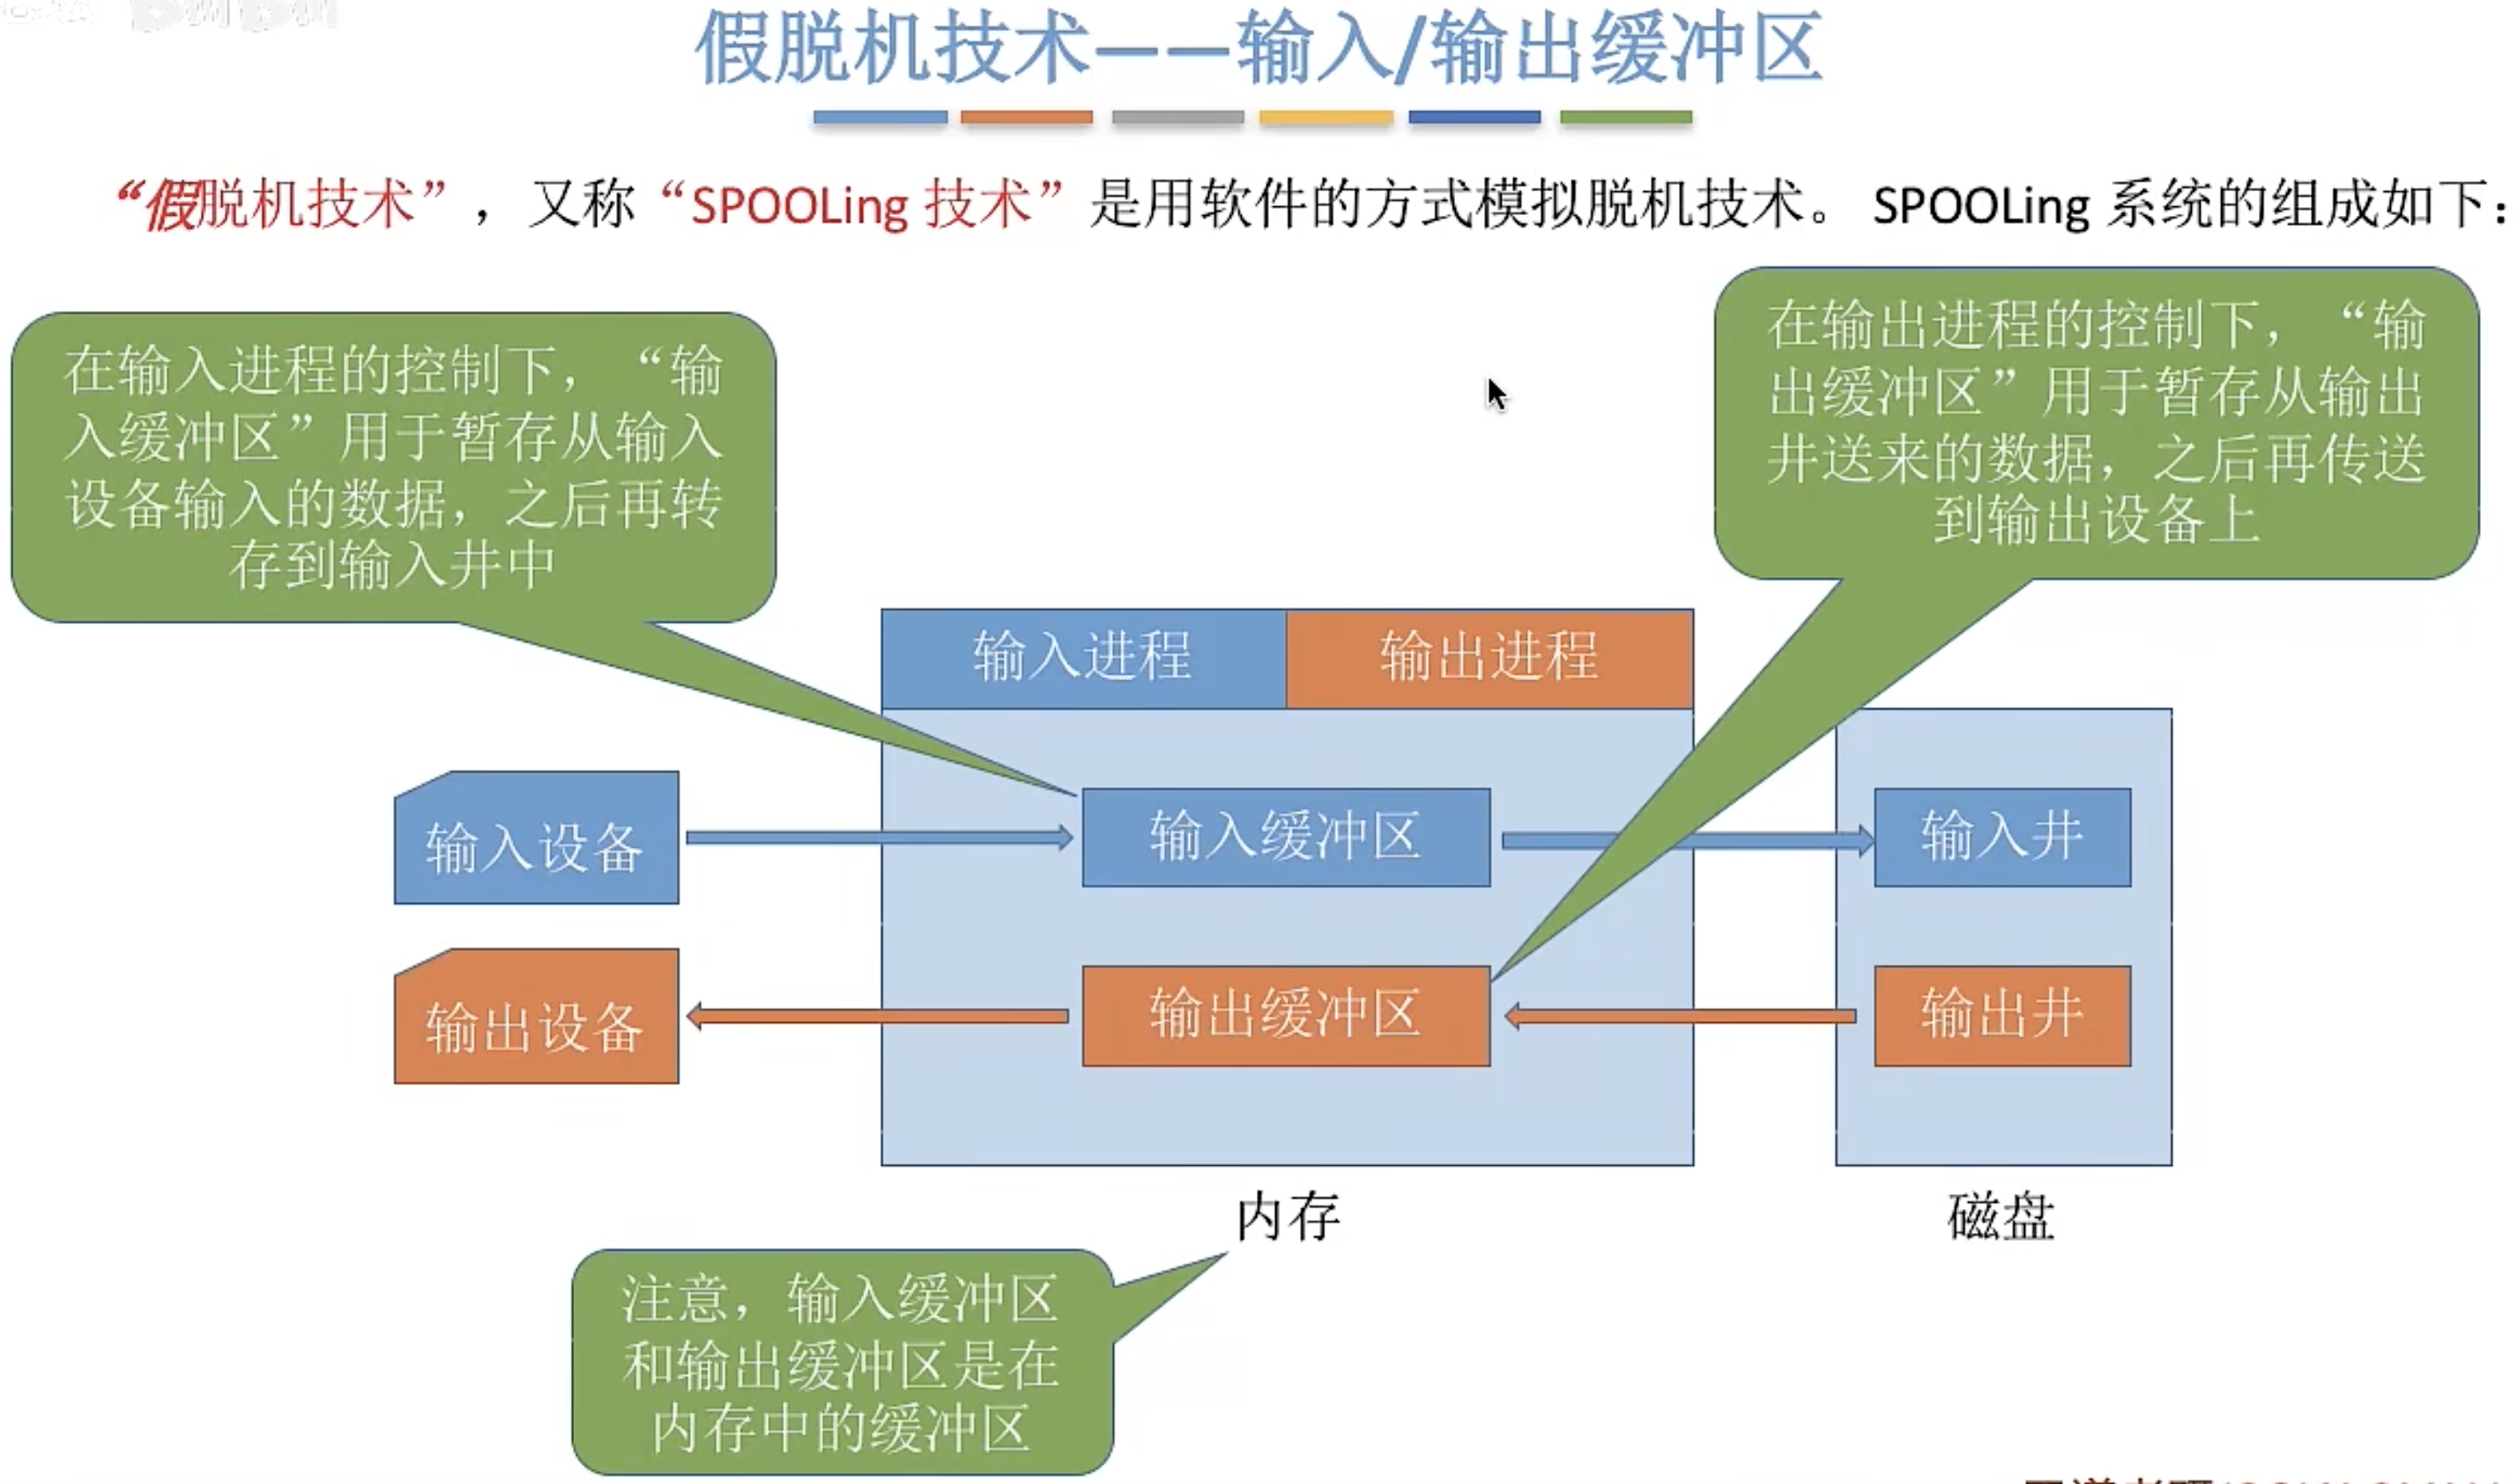 假脱机技术——输入/输出缓冲区
“假脱机技术”，又称“SPOOLing 技术”是用软件的方式模拟脱机技术。 SPOOLing 系统的组成如下：
在输入进程的控制下，“输
入缓冲区”用于暂存从输入
设备输入的数据，之后再转
存到输入井中
在输出进程的控制下，“输
出缓冲区”用于暂存从输出
井送来的数据，之后再传送
到输出设备上
输入进程
输出进程
输入设备
输入缓冲区
输入井
输出设备
输出缓冲区
输出井
内存
磁盘
注意，输入缓冲区
和输出缓冲区是在
内存中的缓冲区